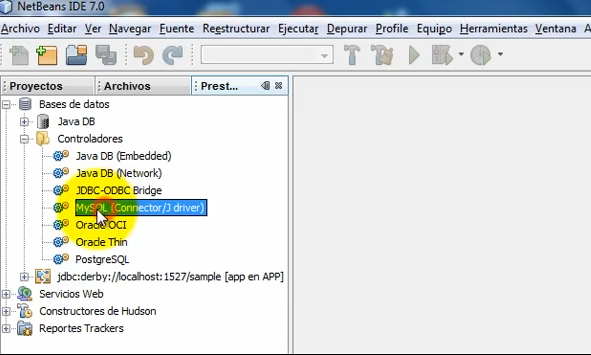 NetBeans IDE 7.0
Archivo Editar Ver Navegar Fuente Reestructurar Ejecutar Depurar Profile Equipo Herramientas Ventana A
Proyectos Archivos Prest...
Bases de datos
Java DB
Controladores
Java DB (Embedded)
Java DB (Network)
JDBC-ODBC Bridge
MySQL (Connector/J driver)
Oracle OCI
Oracle Thin
PostgreSQL
jdbc:derby://localhost:1527/sample [app en APP]
Servicios Web
Constructores de Hudson
Reportes Trackers